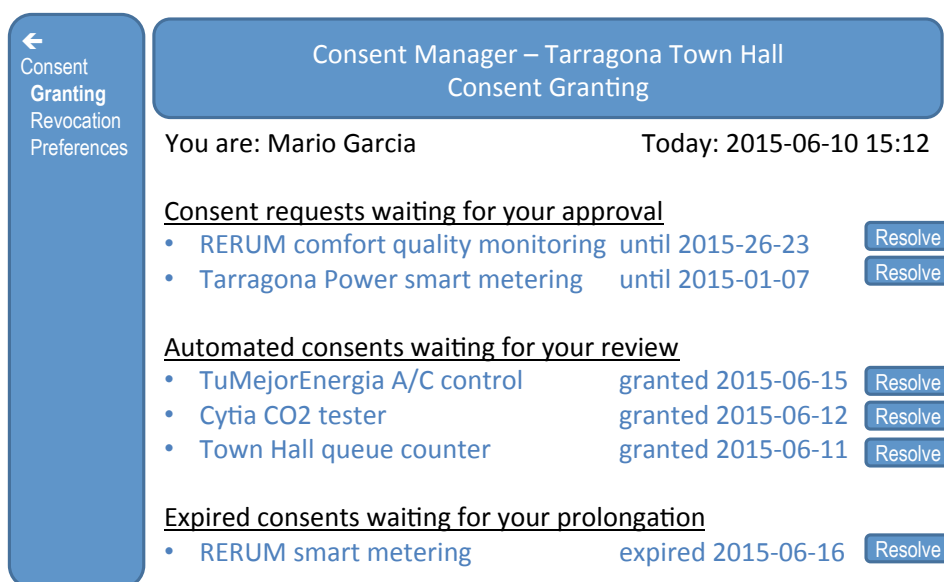 ←
Consent
Granting
Revocation
Preferences
Consent Manager – Tarragona Town Hall
Consent Granting
You are: Mario Garcia Today: 2015-06-10 15:12
Consent requests waiting for your approval
• RERUM comfort quality monitoring until 2015-26-23 Resolve
• Tarragona Power smart metering until 2015-01-07 Resolve
Automated consents waiting for your review
• TuMejorEnergia A/C control granted 2015-06-15 Resolve
• Cytia CO2 tester granted 2015-06-12 Resolve
• Town Hall queue counter granted 2015-06-11 Resolve
Expired consents waiting for your prolongation
• RERUM smart metering expired 2015-06-16 Resolve